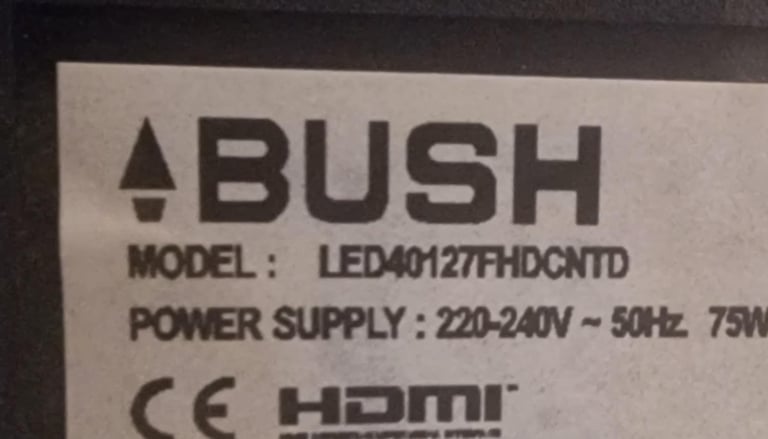 BUSH
MODEL : LED40127FHDCNTD
POWER SUPPLY : 220-240V ~ 50Hz. 75W
CE HDMI